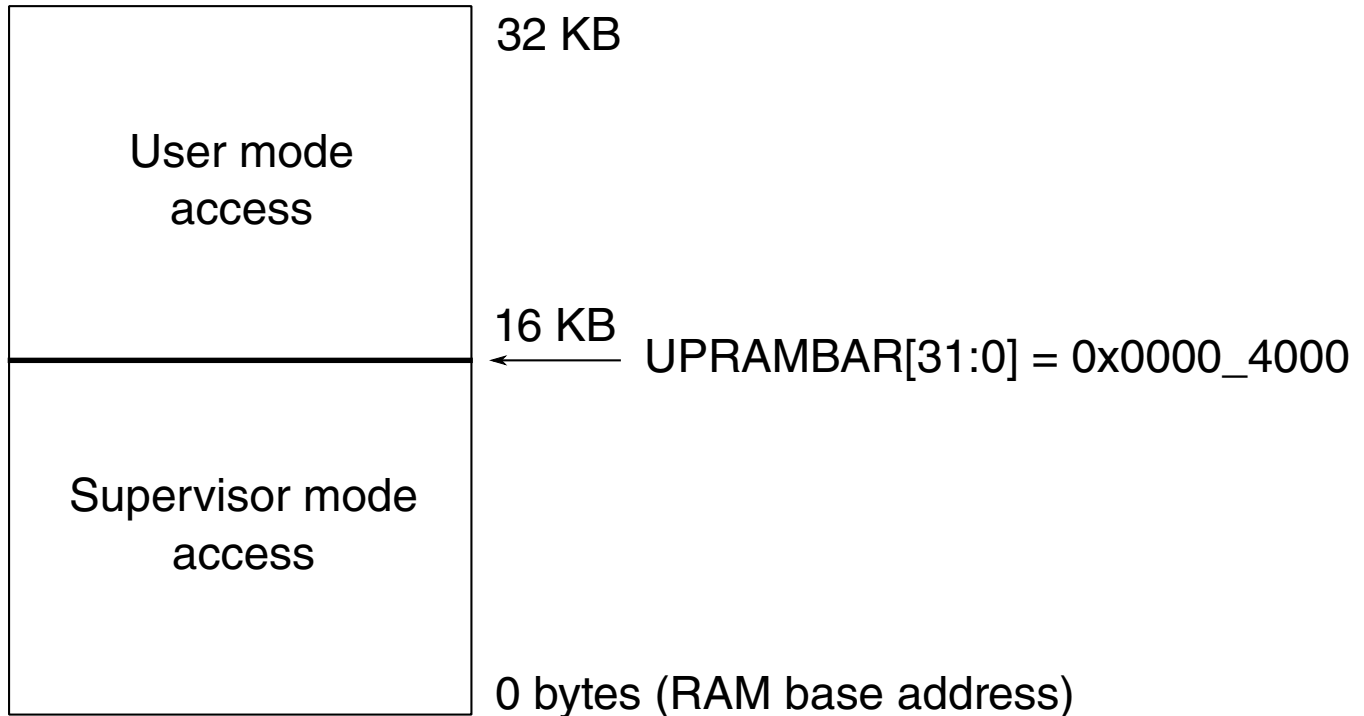 32 KB
User mode
access
16 KB
UPRAMBAR[31:0] = 0x0000_4000
Supervisor mode
access
0 bytes (RAM base address)